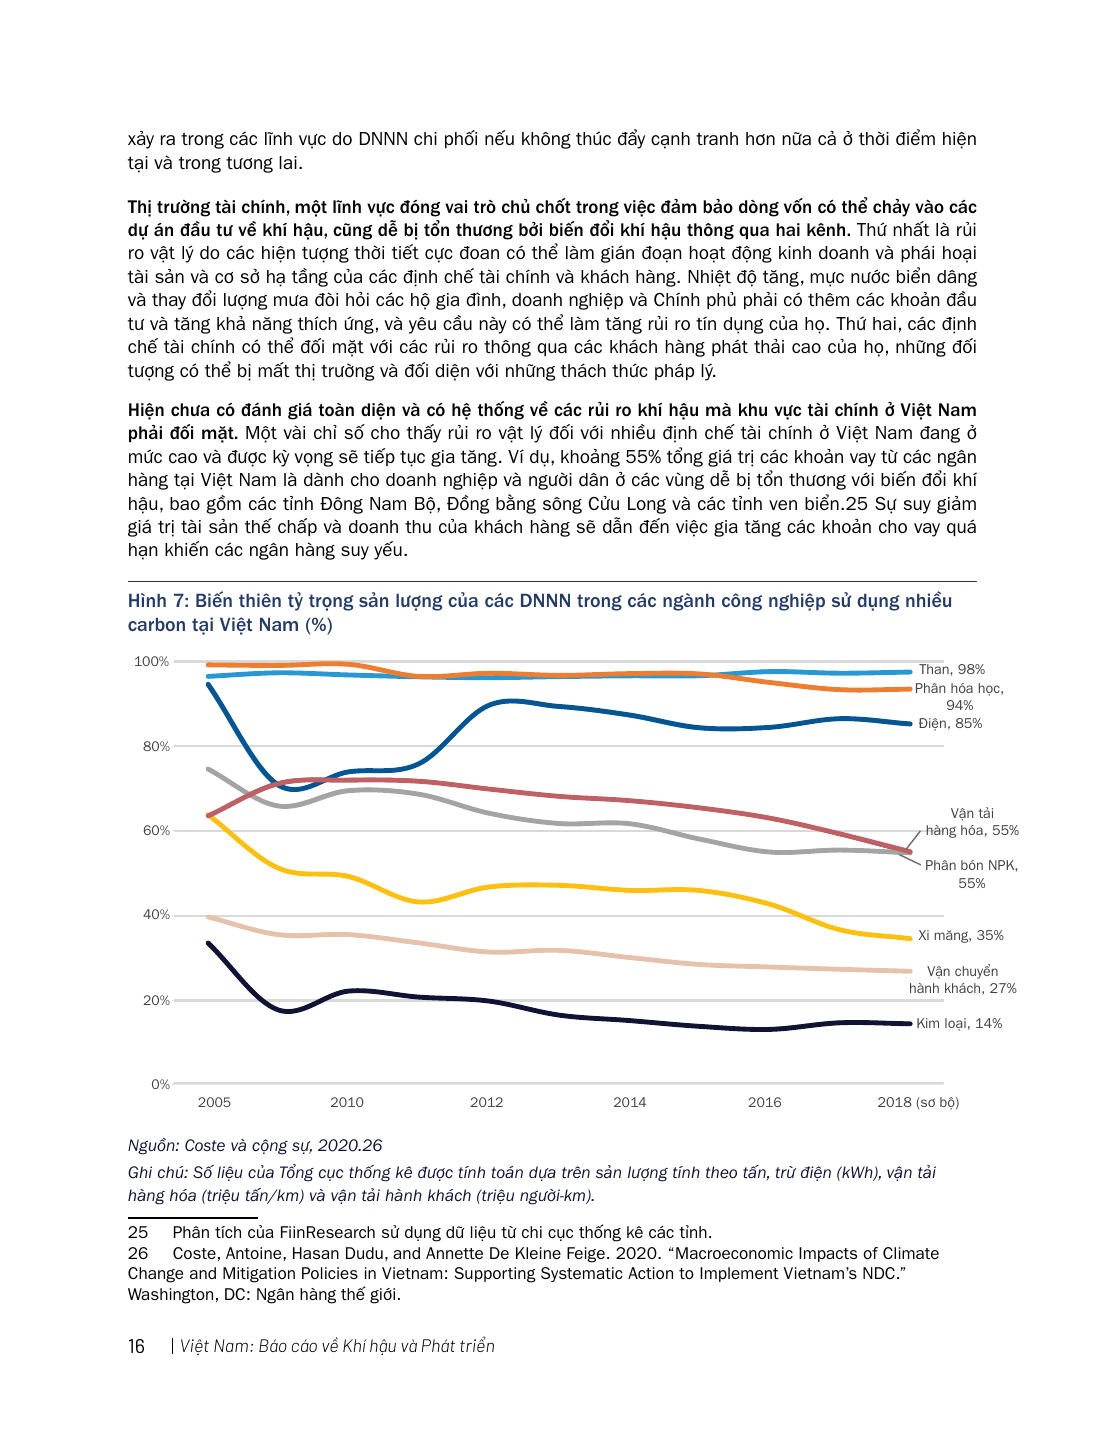 xảy ra trong các lĩnh vực do DNNN chi phối nếu không thúc đẩy cạnh tranh hơn nữa cả ở thời điểm hiện
tại và trong tương lai.
Thị trường tài chính, một lĩnh vực đóng vai trò chủ chốt trong việc đảm bảo dòng vốn có thể chảy vào các
dự án đầu tư về khí hậu, cũng dễ bị tổn thương bởi biến đổi khí hậu thông qua hai kênh. Thứ nhất là rủi
ro vật lý do các hiện tượng thời tiết cực đoan có thể làm gián đoạn hoạt động kinh doanh và phái hoại
tài sản và cơ sở hạ tầng của các định chế tài chính và khách hàng. Nhiệt độ tăng, mực nước biển dâng
và thay đổi lượng mưa đòi hỏi các hộ gia đình, doanh nghiệp và Chính phủ phải có thêm các khoản đầu
tư và tăng khả năng thích ứng, và yêu cầu này có thể làm tăng rủi ro tín dụng của họ. Thứ hai, các định
chế tài chính có thể đối mặt với các rủi ro thông qua các khách hàng phát thải cao của họ, những đối
tượng có thể bị mất thị trường và đối diện với những thách thức pháp lý.
Hiện chưa có đánh giá toàn diện và có hệ thống về các rủi ro khí hậu mà khu vực tài chính ở Việt Nam
phải đối mặt. Một vài chỉ số cho thấy rủi ro vật lý đối với nhiều định chế tài chính ở Việt Nam đang ở
mức cao và được kỳ vọng sẽ tiếp tục gia tăng. Ví dụ, khoảng 55% tổng giá trị các khoản vay từ các ngân
hàng tại Việt Nam là dành cho doanh nghiệp và người dân ở các vùng dễ bị tổn thương với biến đổi khí
hậu, bao gồm các tỉnh Đông Nam Bộ, Đồng bằng sông Cửu Long và các tỉnh ven biển.25 Sự suy giảm
giá trị tài sản thế chấp và doanh thu của khách hàng sẽ dẫn đến việc gia tăng các khoản cho vay quá
hạn khiến các ngân hàng suy yếu.
Hình 7: Biến thiên tỷ trọng sản lượng của các DNNN trong các ngành công nghiệp sử dụng nhiều
carbon tại Việt Nam (%)
100%
Than, 98%
Phân hóa học,
94%
Điện, 85%
80%
Vận tải
60%
hàng hóa, 55%
Phân bón NPK,
55%
40%
Xi măng, 35%
Vận chuyển
hành khách, 27%
20%
Kim loại, 14%
0%
2005 2010 2012 2014 2016 2018 (sơ bộ)
Nguồn: Coste và cộng sự, 2020.26
Ghi chú: Số liệu của Tổng cục thống kê được tính toán dựa trên sản lượng tính theo tấn, trừ điện (kWh), vận tải
hàng hóa (triệu tấn/km) và vận tải hành khách (triệu người-km).
25 Phân tích của FiinResearch sử dụng dữ liệu từ chi cục thống kê các tỉnh.
26 Coste, Antoine, Hasan Dudu, and Annette De Kleine Feige. 2020. “Macroeconomic Impacts of Climate
Change and Mitigation Policies in Vietnam: Supporting Systematic Action to Implement Vietnam’s NDC.”
Washington, DC: Ngân hàng thế giới.
16 | Việt Nam: Báo cáo về Khí hậu và Phát triển